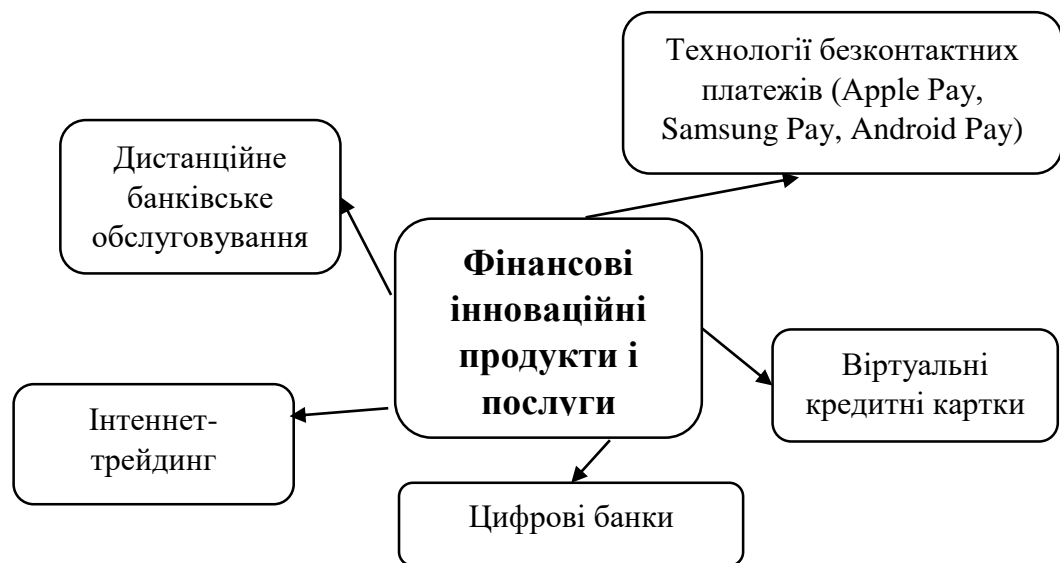 Технології безконтактних
платежів (Apple Pay,
Samsung Pay, Android Pay)
Дистанційне
банківське
обслуговування
Фінансові
інноваційні
продукти і
послуги
Віртуальні
кредитні картки
Інтеннет-
трейдинг
Цифрові банки